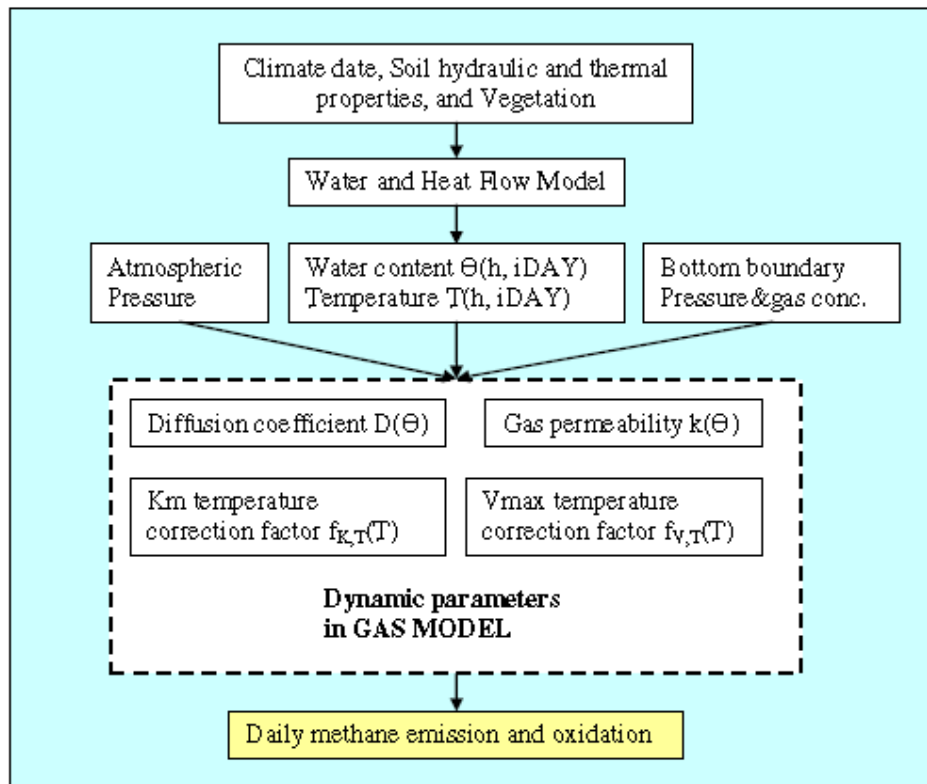 Climate date, Soil hydraulic and thermal
properties, and Vegetation
Water and Heat Flow Model
Atmospheric
Pressure
Water content Θ(h, iDAY)
Temperature T(h, iDAY)
Bottom boundary
Pressure&gas conc.
Diffusion coefficient D(Θ)
Gas permeability k(Θ)
Km temperature
correction factor f_{K,T}(T)
Vmax temperature
correction factor f_{V,T}(T)
Dynamic parameters
in GAS MODEL
Daily methane emission and oxidation